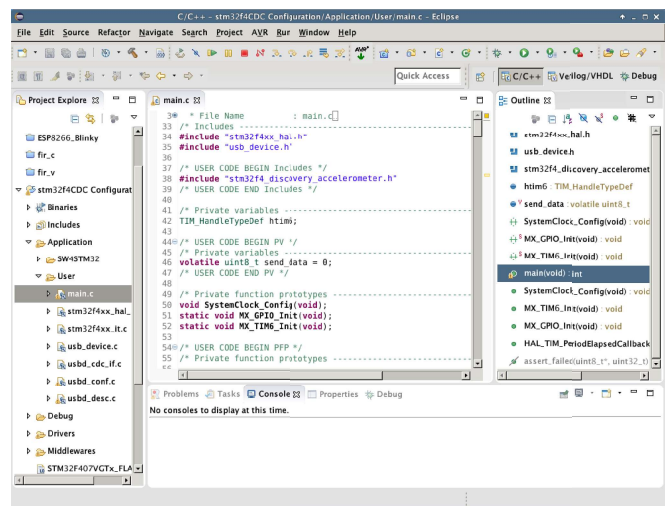 C/C++ - stm32f4CDC Configuration/Application/User/main.c - Eclipse
File Edit Source Refactor Navigate Search Project AVR Run Window Help
Quick Access
C/C++ Verilog/VHDL Debug
Project Explore
ESP8266_Blinky
fir_c
fir_v
stm32f4CDC Configurat
Binaries
Includes
Application
SW4STM32
User
main.c
stm32f4xx_hal_
stm32f4xx_it.c
usb_device.c
usbd_cdc_if.c
usbd_conf.c
usbd_desc.c
Debug
Drivers
Middlewares
STM32F407VGTx_FLA
main.c
3 * File Name : main.c
33 /* Includes ---------------------------------------
34 #include "stm32f4xx_hal.h"
35 #include "usb_device.h"
36
37 /* USER CODE BEGIN Includes */
38 #include "stm32f4_discovery_accelerometer.h"
39 /* USER CODE END Includes */
40
41 /* Private variables ------------------------------
42 TIM_HandleTypeDef htim6;
43
44 /* USER CODE BEGIN PV */
45 /* Private variables ------------------------------
46 volatile uint8_t send_data = 0;
47 /* USER CODE END PV */
48
49 /* Private function prototypes --------------------
50 void SystemClock_Config(void);
51 static void MX_GPIO_Init(void);
52 static void MX_TIM6_Init(void);
53
54 /* USER CODE BEGIN PFP */
55 /* Private function prototypes --------------------
Outline
stm32f4xx_hal.h
usb_device.h
stm32f4_discovery_acceleromet
htim6 : TIM_HandleTypeDef
send_data : volatile uint8_t
SystemClock_Config(void) : void
MX_GPIO_Init(void) : void
MX_TIM6_Init(void) : void
main(void) : int
SystemClock_Config(void) : void
MX_TIM6_Init(void) : void
MX_GPIO_Init(void) : void
HAL_TIM_PeriodElapsedCallback
assert_failed(uint8_t*, uint32_t)
Problems Tasks Console Properties Debug
No consoles to display at this time.